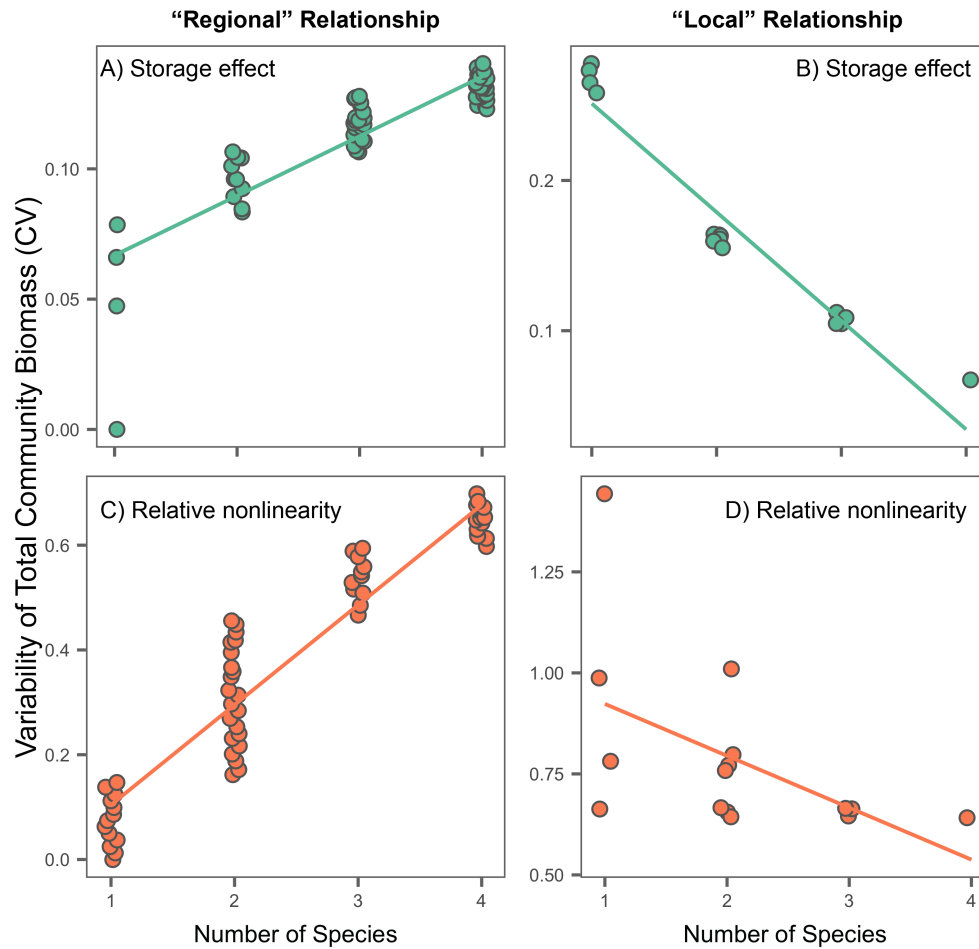 “Regional” Relationship
“Local” Relationship
Variability of Total Community Biomass (CV)
A) Storage effect
0.10
0.05
0.00
B) Storage effect
0.2
0.1
C) Relative nonlinearity
0.6
0.4
0.2
0.0
1 2 3 4
Number of Species
D) Relative nonlinearity
1.25
1.00
0.75
0.50
1 2 3 4
Number of Species